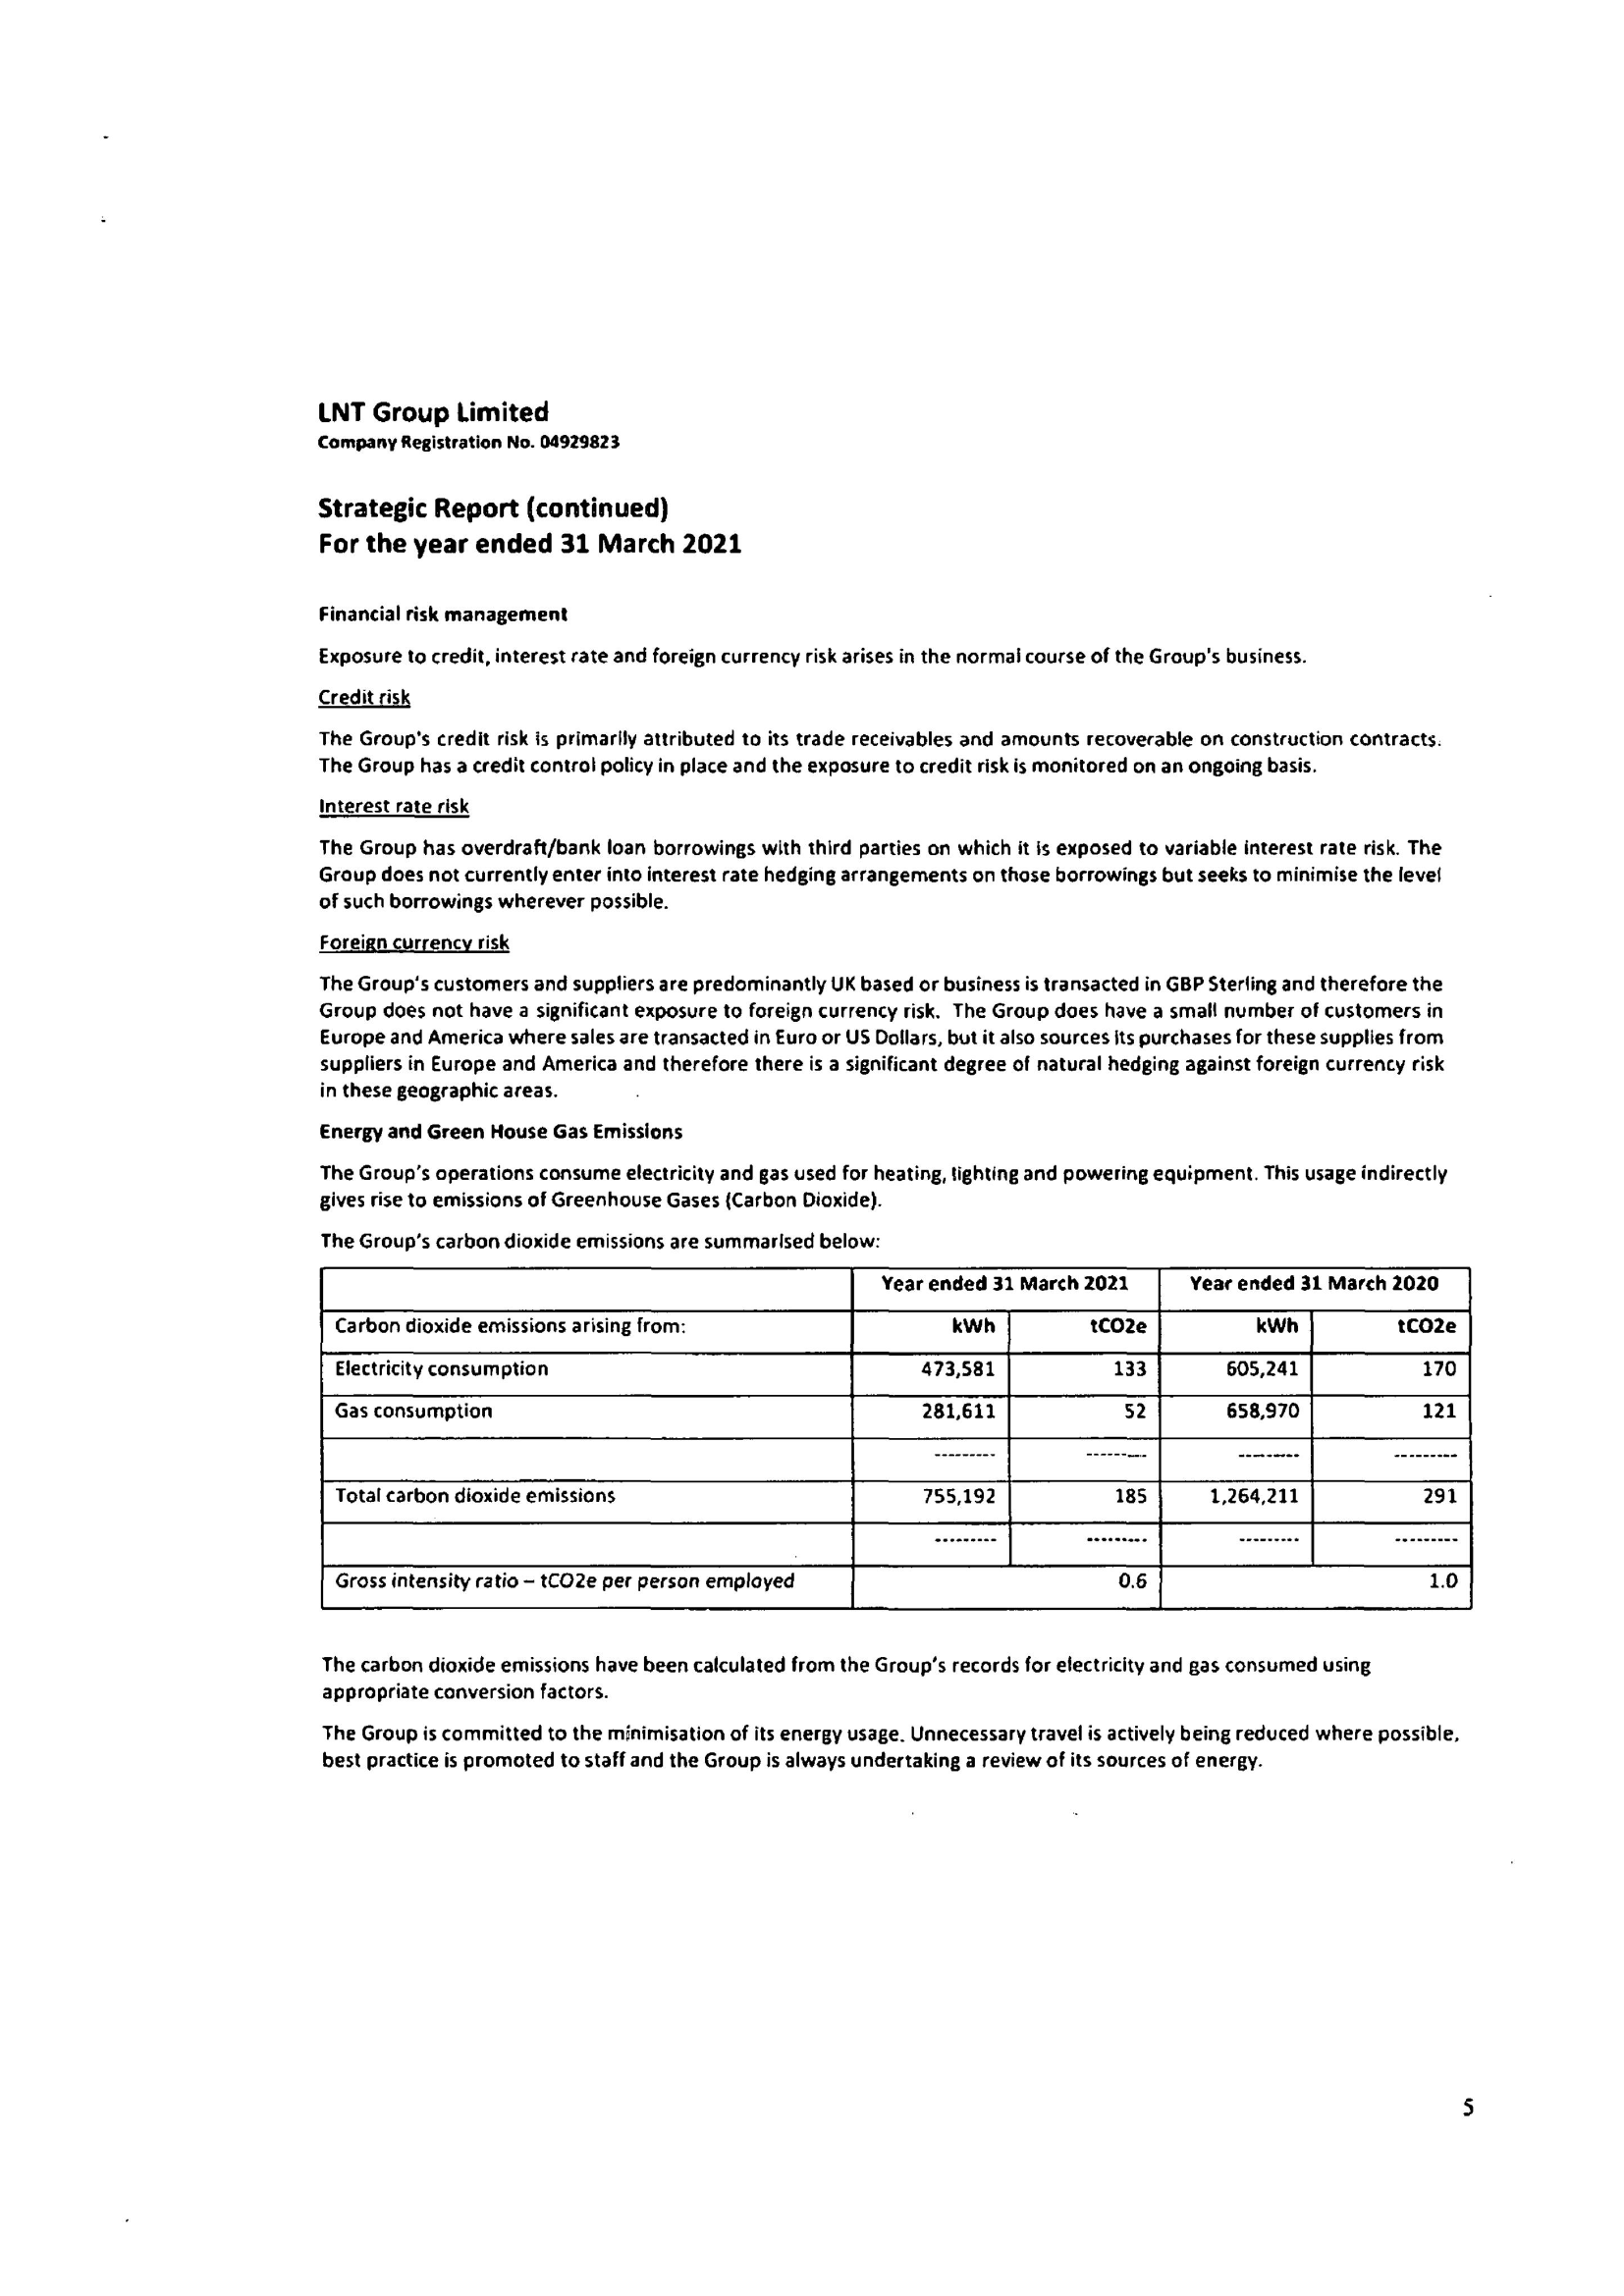 LNT Group Limited
Company Registration No. 04929823
Strategic Report (continued)
For the year ended 31 March 2021
Financial risk management
Exposure to credit, interest rate and foreign currency risk arises in the normal course of the Group's business.
Credit risk
The Group's credit risk is primarily attributed to its trade receivables and amounts recoverable on construction contracts.
The Group has a credit control policy in place and the exposure to credit risk is monitored on an ongoing basis.
Interest rate risk
The Group has overdraft/bank loan borrowings with third parties on which it is exposed to variable interest rate risk. The
Group does not currently enter into interest rate hedging arrangements on those borrowings but seeks to minimise the level
of such borrowings wherever possible.
Foreign currency risk
The Group's customers and suppliers are predominantly UK based or business is transacted in GBP Sterling and therefore the
Group does not have a significant exposure to foreign currency risk. The Group does have a small number of customers in
Europe and America where sales are transacted in Euro or US Dollars, but it also sources its purchases for these supplies from
suppliers in Europe and America and therefore there is a significant degree of natural hedging against foreign currency risk
in these geographic areas.
Energy and Green House Gas Emissions
The Group's operations consume electricity and gas used for heating, lighting and powering equipment. This usage indirectly
gives rise to emissions of Greenhouse Gases (Carbon Dioxide).
The Group's carbon dioxide emissions are summarised below:
Year ended 31 March 2021 Year ended 31 March 2020
Carbon dioxide emissions arising from: kWh tCO2e kWh tCO2e
Electricity consumption 473,581 133 605,241 170
Gas consumption 281,611 52 658,970 121
--------- --------- --------- ---------
Total carbon dioxide emissions 755,192 185 1,264,211 291
--------- --------- --------- ---------
Gross intensity ratio – tCO2e per person employed 0.6 1.0
The carbon dioxide emissions have been calculated from the Group's records for electricity and gas consumed using
appropriate conversion factors.
The Group is committed to the minimisation of its energy usage. Unnecessary travel is actively being reduced where possible,
best practice is promoted to staff and the Group is always undertaking a review of its sources of energy.
5